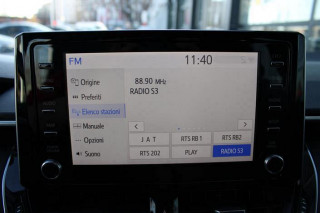 FM 11:40
Origine
Preferiti
Elenco stazioni
Manuale
Opzioni
Suono
88.90 MHz
RADIO S3
J A T RTS RB 1 RTS RB2
RTS 202 PLAY RADIO S3